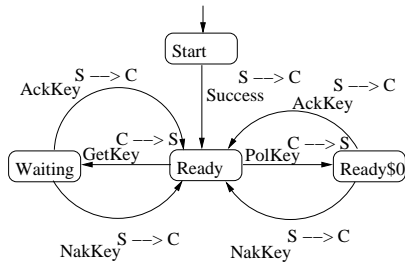 Start
S --> C
S --> C
S --> C
AckKey
Success
AckKey
C --> S
C --> S
GetKey
PolKey
Waiting
Ready
Ready$0
S --> C
S --> C
NakKey
NakKey